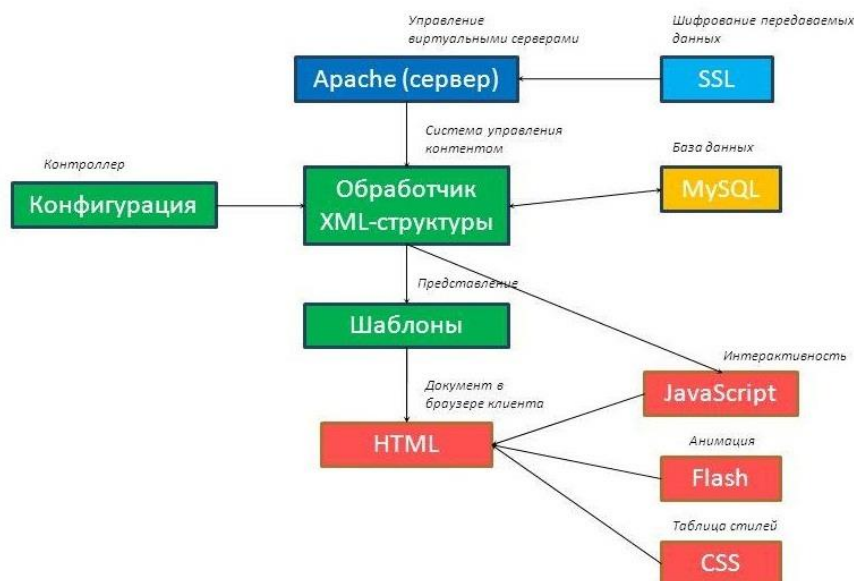 Управление
виртуальными серверами
Шифрование передаваемых
данных
Apache (сервер)
SSL
Система управления
контентом
База данных
Контроллер
Конфигурация
Обработчик
XML-структуры
MySQL
Представление
Шаблоны
Интерактивность
Документ в
браузере клиента
JavaScript
HTML
Анимация
Flash
Таблица стилей
CSS